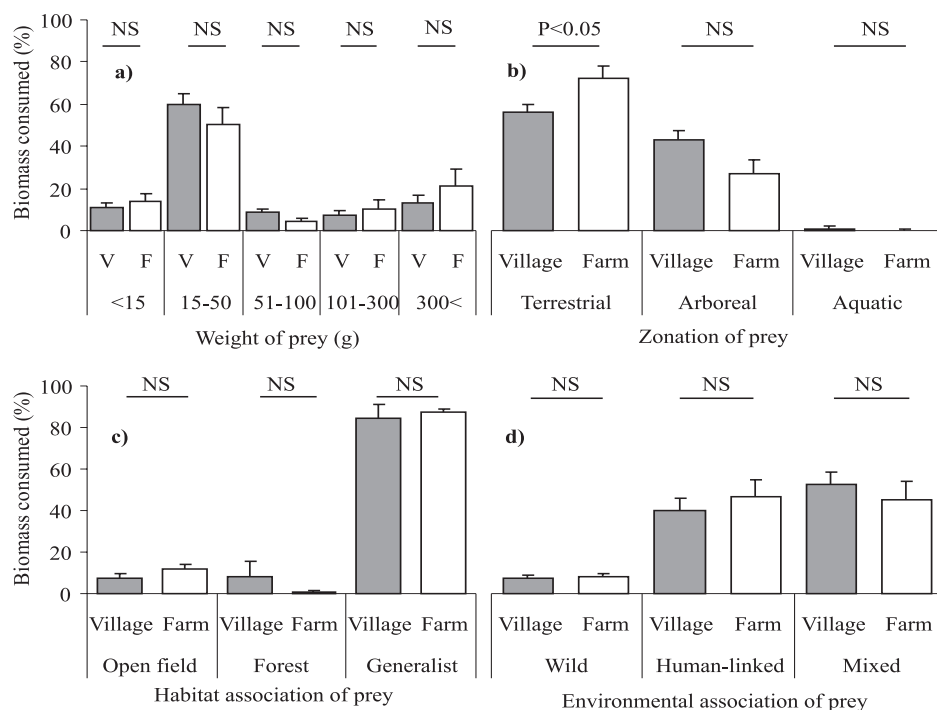 NS NS NS NS NS P<0.05 NS NS
100
80
60
40
20
0
Biomass consumed (%)
a)
b)
V F V F V F V F V F Village Farm Village Farm Village Farm
<15 15-50 51-100 101-300 300< Terrestrial Arboreal Aquatic
Weight of prey (g) Zonation of prey
NS NS NS NS NS NS
100
80
60
40
20
0
Biomass consumed (%)
c)
d)
Village Farm Village Farm Village Farm Village Farm Village Farm Village Farm
Open field Forest Generalist Wild Human-linked Mixed
Habitat association of prey Environmental association of prey